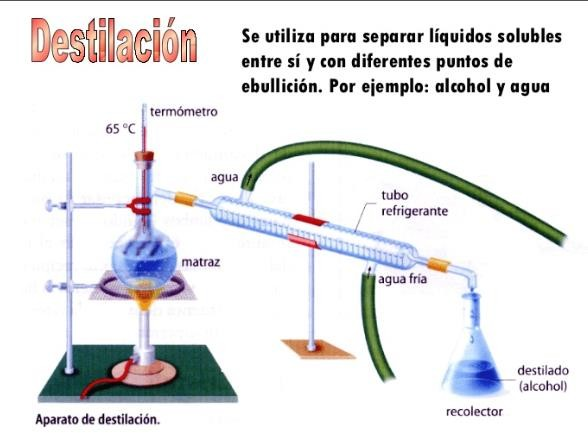 Destilación
Se utiliza para separar líquidos solubles
entre sí y con diferentes puntos de
ebullición. Por ejemplo: alcohol y agua
termómetro
65 °C
agua
tubo
refrigerante
matraz
agua fría
destilado
(alcohol)
recolector
Aparato de destilación.